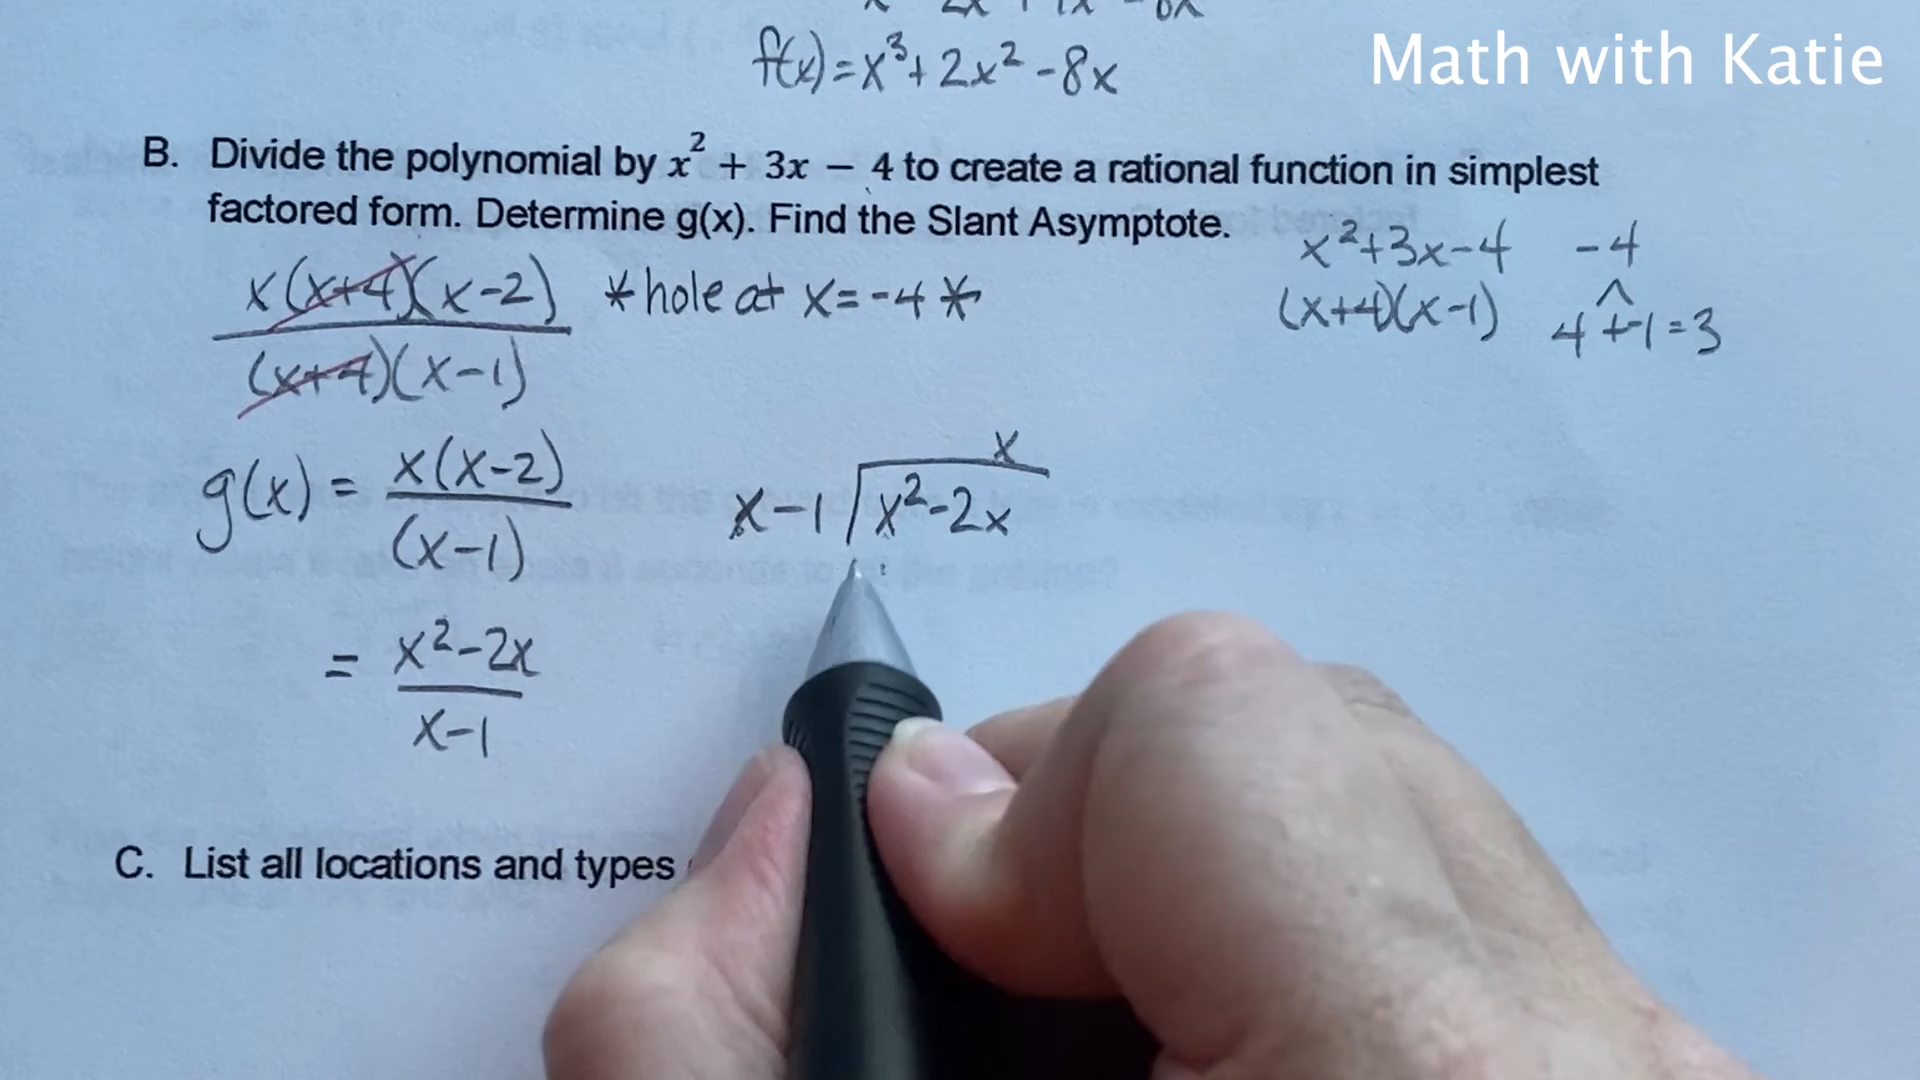 Math with Katie
f(x)=x³+2x²-8x
B. Divide the polynomial by x² + 3x − 4 to create a rational function in simplest
factored form. Determine g(x). Find the Slant Asymptote.
x²+3x-4 -4
(x+4)(x-1) 4+-1=3
x(x+4)(x-2) *hole at x=-4*
(x+4)(x-1)
g(x) = x(x-2)
(x-1)
x
x-1 x²-2x
= x²-2x
x-1
C. List all locations and types